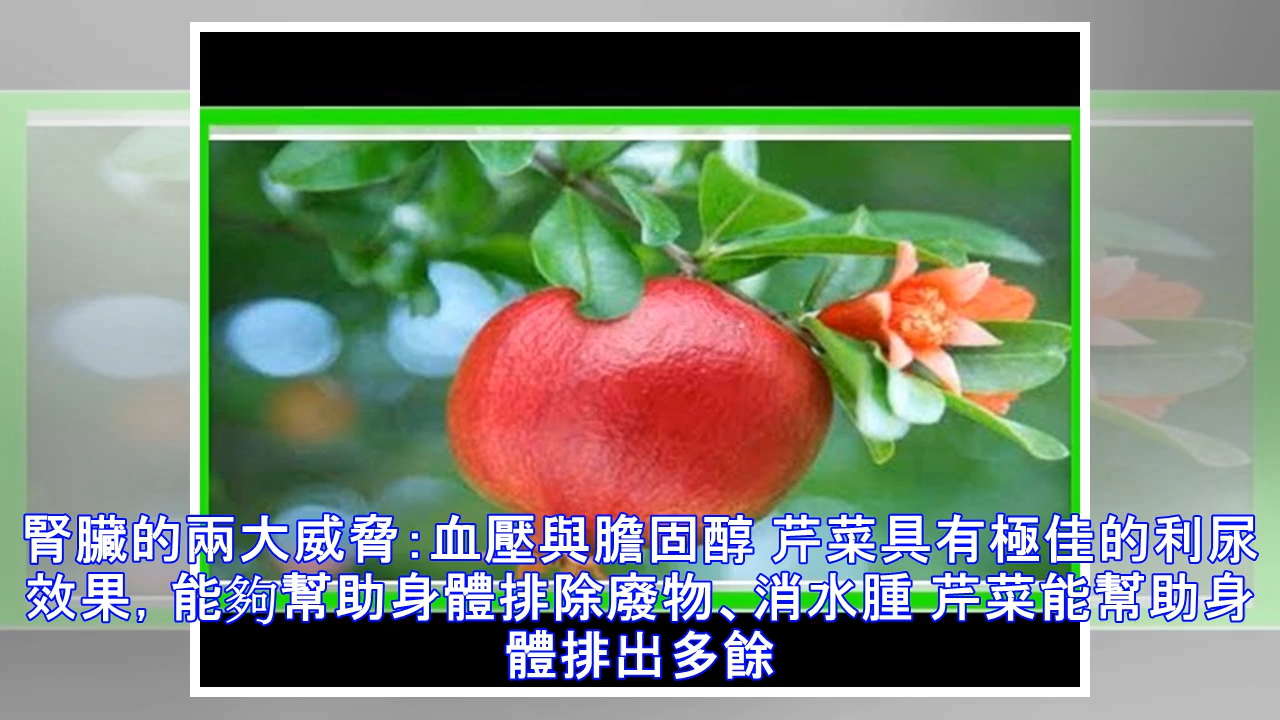 腎臟的兩大威脅:血壓與膽固醇 芹菜具有極佳的利尿
效果, 能夠幫助身體排除廢物、消水腫 芹菜能幫助身
體排出多餘